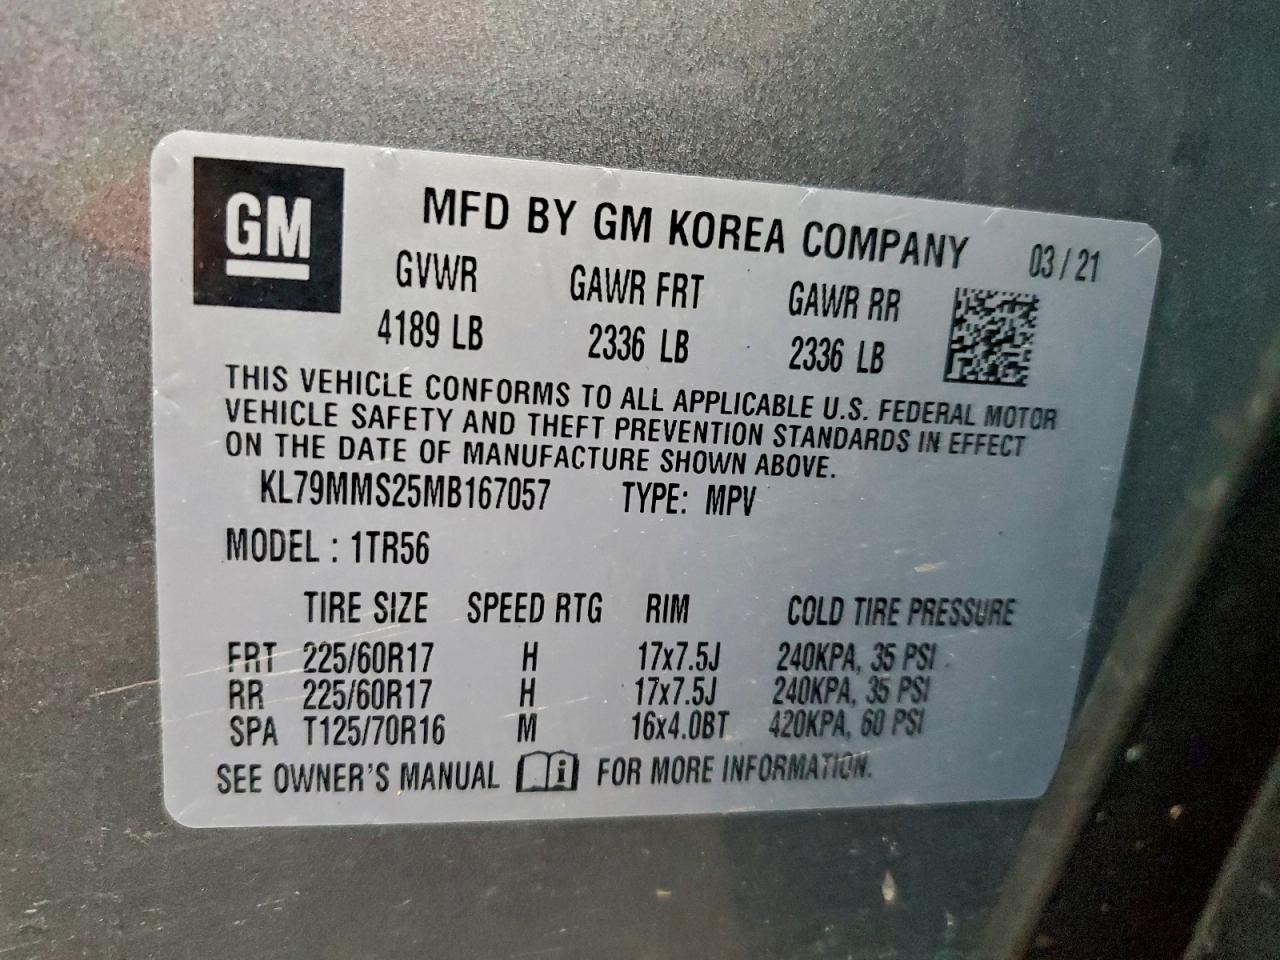 GM
MFD BY GM KOREA COMPANY 03 / 21
GVWR GAWR FRT GAWR RR
4189 LB 2336 LB 2336 LB
THIS VEHICLE CONFORMS TO ALL APPLICABLE U.S. FEDERAL MOTOR
VEHICLE SAFETY AND THEFT PREVENTION STANDARDS IN EFFECT
ON THE DATE OF MANUFACTURE SHOWN ABOVE.
KL79MMS25MB167057 TYPE: MPV
MODEL : 1TR56
TIRE SIZE SPEED RTG RIM COLD TIRE PRESSURE
FRT 225/60R17 H 17x7.5J 240KPA, 35 PSI
RR 225/60R17 H 17x7.5J 240KPA, 35 PSI
SPA T125/70R16 M 16x4.0BT 420KPA, 60 PSI
SEE OWNER'S MANUAL i FOR MORE INFORMATION.